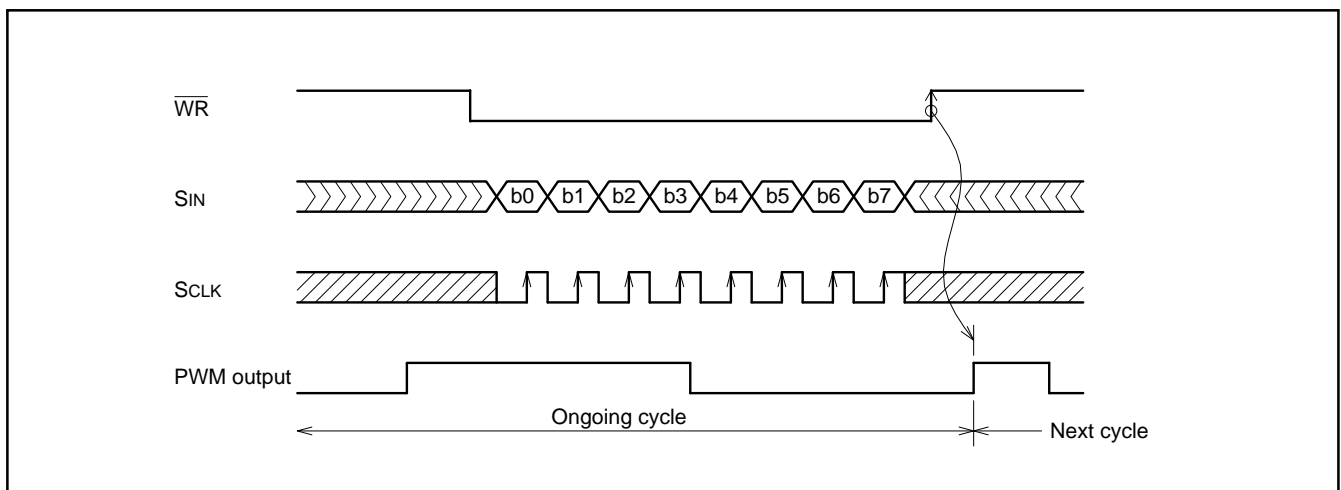 WR
SIN
b0 b1 b2 b3 b4 b5 b6 b7
SCLK
PWM output
Ongoing cycle
Next cycle